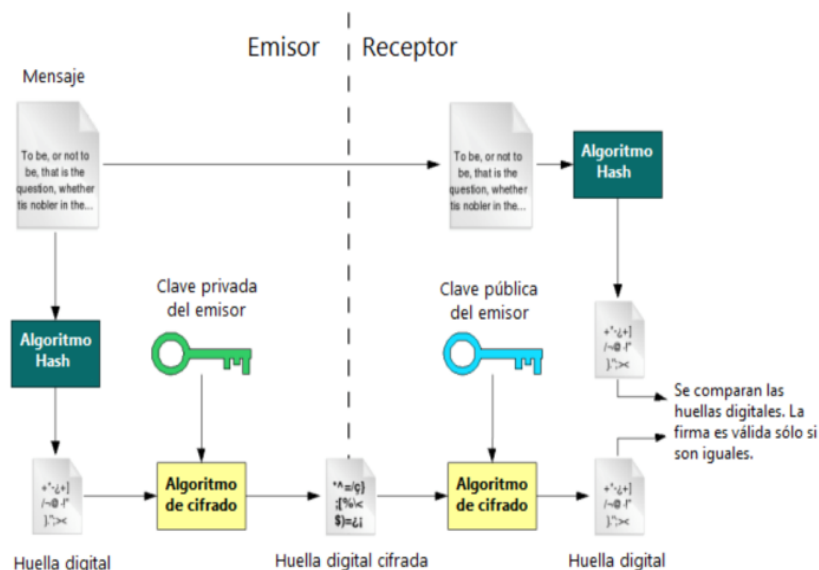 Emisor
Receptor
Mensaje
To be, or not to
be, that is the
question, whether
tis nobler in the...
To be, or not to
be, that is the
question, whether
tis nobler in the...
Algoritmo
Hash
Clave privada
del emisor
Clave pública
del emisor
Algoritmo
Hash
+*-¿+]
/~@-!"
}.";><
Se comparan las
huellas digitales. La
firma es válida sólo si
son iguales.
+*-¿+]
/~@-!"
}.";><
Algoritmo
de cifrado
*^=/ç}
;[%\<
$)=¿¡
Algoritmo
de cifrado
+*-¿+]
/~@-!"
}.";><
Huella digital
Huella digital cifrada
Huella digital